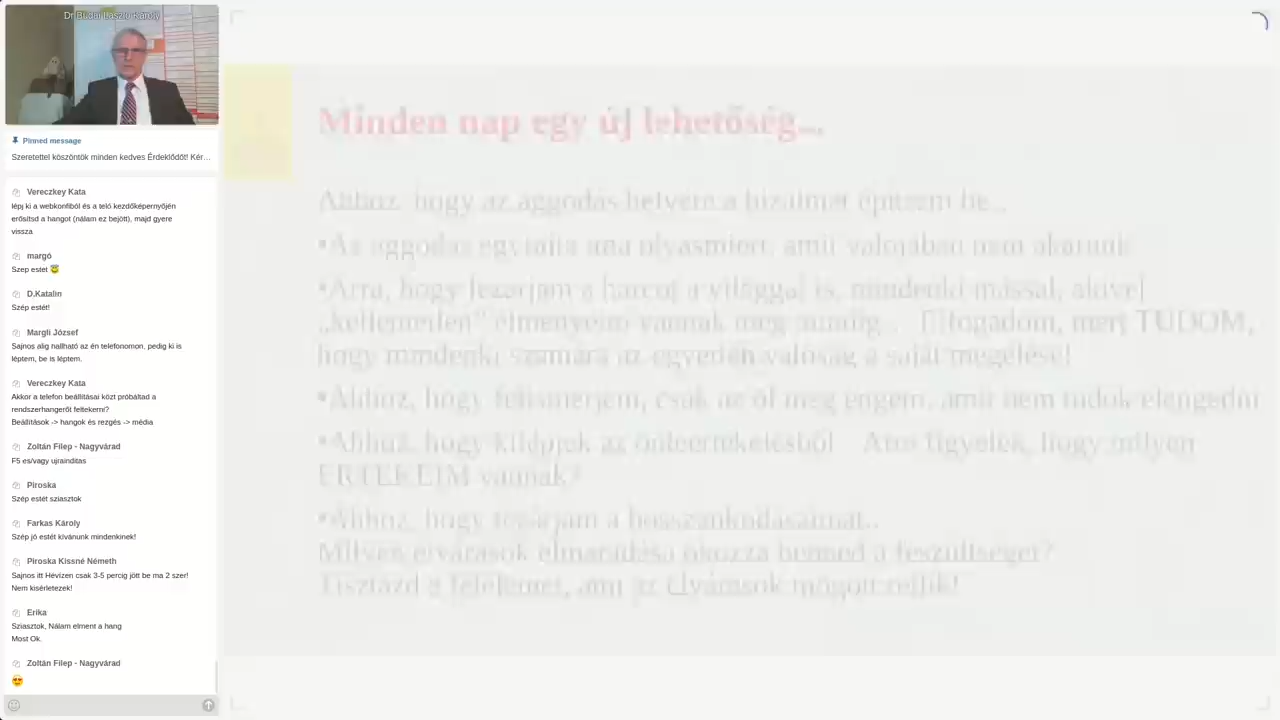 Dr Budai László Károly
Pinned message
Szeretettel köszöntök minden kedves Érdeklődőt! Kér…
Vereczkey Kata
lépj ki a webkonfiból és a teló kezdőképernyőjén
erősítsd a hangot (nálam ez bejött), majd gyere
vissza
margó
Szep estet
D.Katalin
Szép estét!
Margli József
Sajnos alig nallható az én telefonomon, pedig ki is
léptem, be is léptem.
Vereczkey Kata
Akkor a telefon beállításai közt próbáltad a
rendszerhangerőt feltekerni?
Beállítások -> hangok és rezgés -> média
Zoltán Filep - Nagyvárad
F5 es/vagy ujrainditas
Piroska
Szép estét sziasztok
Farkas Károly
Szép jó estét kívánunk mindenkinek!
Piroska Kissné Németh
Sajnos itt Hévízen csak 3-5 percig jött be ma 2 szer!
Nem kisérletezek!
Erika
Sziasztok, Nálam elment a hang
Most Ok.
Zoltán Filep - Nagyvárad
Minden nap egy új lehetőség...
Ahhoz, hogy az aggodás helyére a bizalmat építsem be...
•Az aggodás egyfajta ima olyasmiért, amit valójában nem akarunk
•Arra, hogy lezárjam a harcot a világgal is, mindenki mással, akivel
„kellemetlen” élményeim vannak még mindig... Elfogadom, mert TUDOM,
hogy mindenki számára az egyetlen valóság a saját megélése!
•Ahhoz, hogy felismerjem, csak az öl meg engem, amit nem tudok elengedni
•Ahhoz, hogy kilépjek az önleértékelésből Arra figyelek, hogy milyen
ÉRTÉKEIM vannak?
•Ahhoz, hogy lezárjam a bosszankodásaimat..
Milyen elvárások elmaradása okozza benned a feszültséget?
Tisztázd a félelmet, ami az elvárások mögött rejlik!